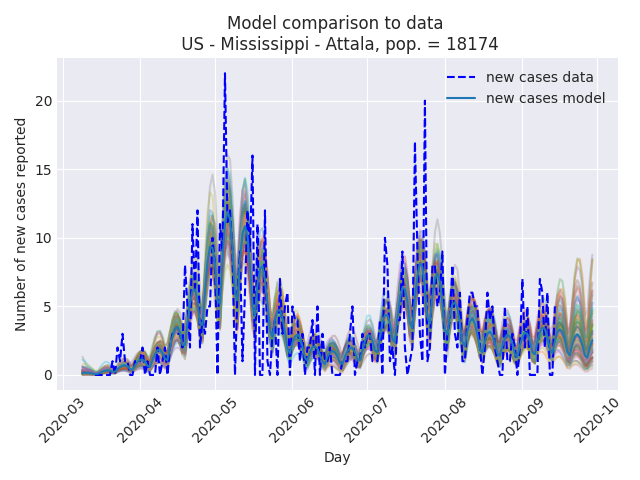 Model comparison to data
US - Mississippi - Attala, pop. = 18174
new cases data
new cases model
Number of new cases reported
20
15
10
5
0
2020-03
2020-04
2020-05
2020-06
2020-07
2020-08
2020-09
2020-10
Day